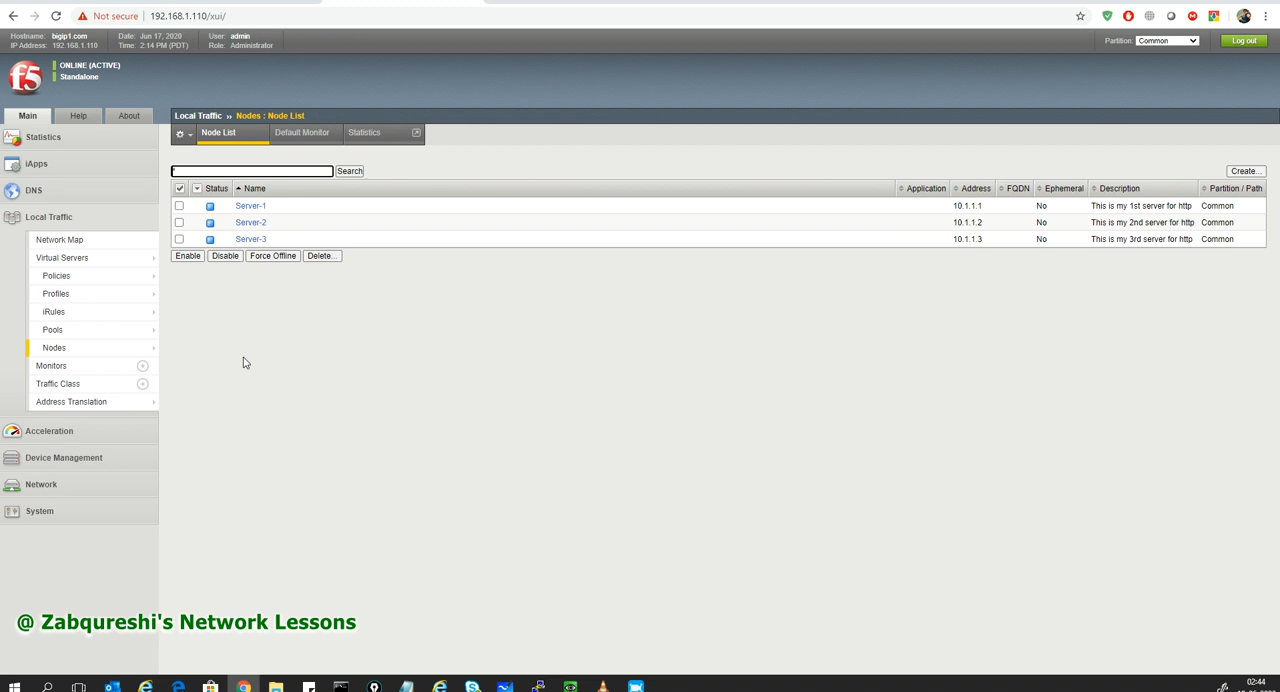 Not secure | 192.168.1.110/xui/
Hostname: bigip1.com Date: Jun 17, 2020 User: admin
IP Address: 192.168.1.110 Time: 2:14 PM (PDT) Role: Administrator
Partition: Common Log out
f5
ONLINE (ACTIVE)
Standalone
Main Help About
Local Traffic ›› Nodes : Node List
Node List Default Monitor Statistics
Statistics
iApps
DNS
Local Traffic
Network Map
Virtual Servers
Policies
Profiles
iRules
Pools
Nodes
Monitors
Traffic Class
Address Translation
Acceleration
Device Management
Network
System
* Search Create...
Status Name Application Address FQDN Ephemeral Description Partition / Path
Server-1 10.1.1.1 No This is my 1st server for http Common
Server-2 10.1.1.2 No This is my 2nd server for http Common
Server-3 10.1.1.3 No This is my 3rd server for http Common
Enable Disable Force Offline Delete...
@ Zabqureshi's Network Lessons
02:44